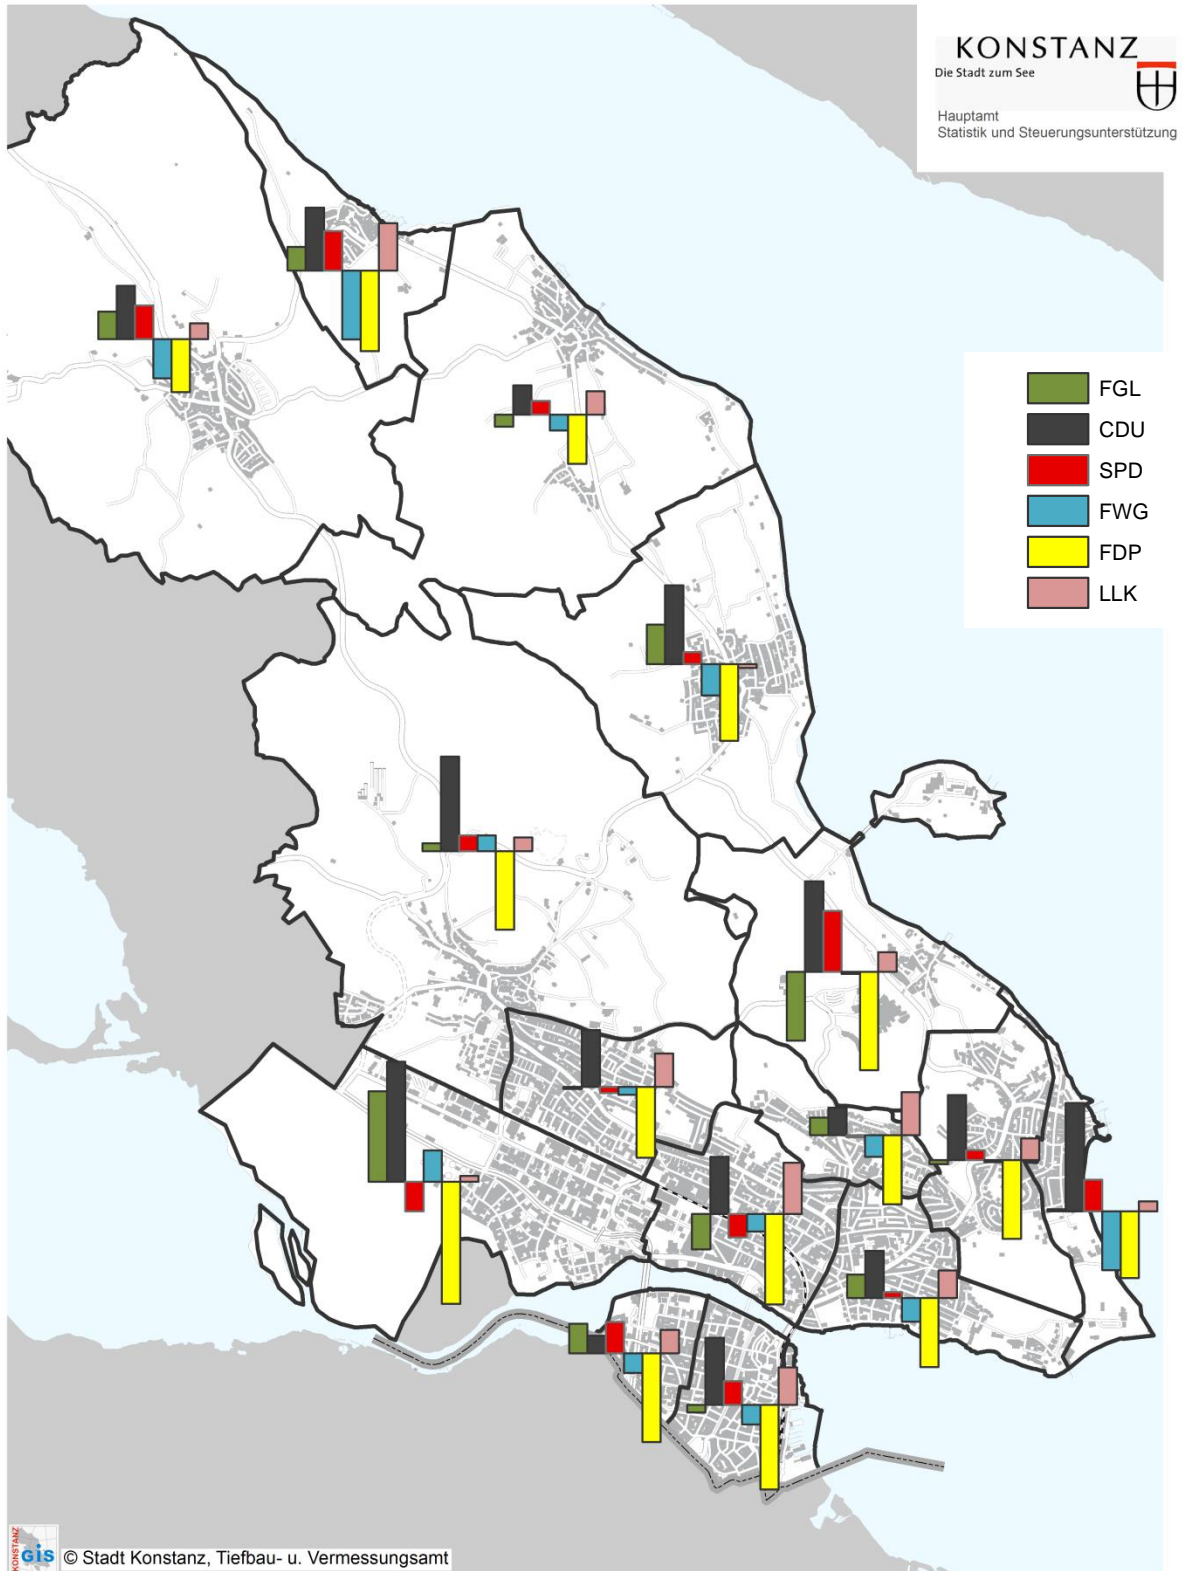 KONSTANZ
Die Stadt zum See
Hauptamt
Statistik und Steuerungsunterstützung
FGL
CDU
SPD
FWG
FDP
LLK
KONSTANZ
GIS
© Stadt Konstanz, Tiefbau- u. Vermessungsamt